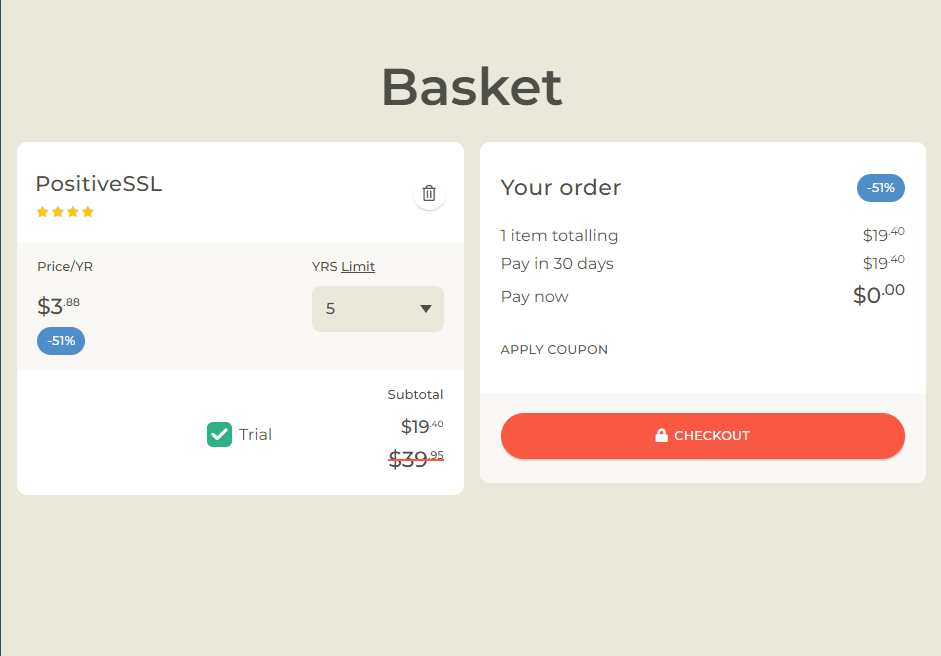 Basket
PositiveSSL
Price/YR
YRS Limit
$3.88
5
-51%
Subtotal
Trial
$19.40
$39.95
Your order
-51%
1 item totalling
$19.40
Pay in 30 days
$19.40
Pay now
$0.00
APPLY COUPON
CHECKOUT